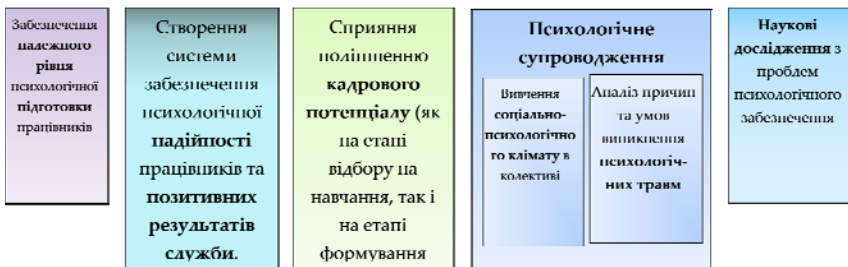 Забезпечення
належного
рівня
психологічної
підготовки
працівників
Створення
системи
забезпечення
психологічної
надійності
працівників та
позитивних
результатів
служби.
Сприяння
поліпшенню
кадрового
потенціалу (як
на етапі
відбору на
навчання, так і
на етапі
формування
Психологічне
супроводження
Вивчення
соціально-
психологічно
го клімату в
колективі
Аналіз причин
та умов
виникнення
психологіч-
них травм
Наукові
дослідження з
проблем
психологічного
забезпечення